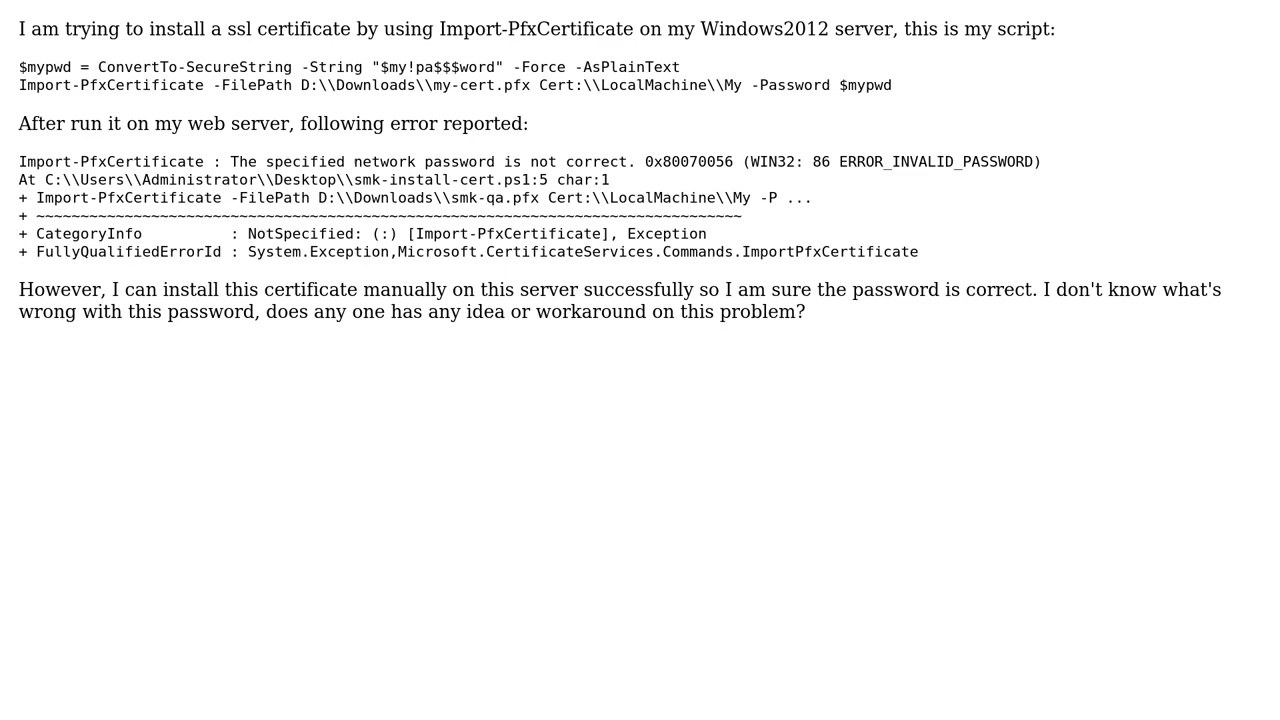 I am trying to install a ssl certificate by using Import-PfxCertificate on my Windows2012 server, this is my script:
$mypwd = ConvertTo-SecureString -String "$my!pa$$$word" -Force -AsPlainText
Import-PfxCertificate -FilePath D:\\Downloads\\my-cert.pfx Cert:\\LocalMachine\\My -Password $mypwd
After run it on my web server, following error reported:
Import-PfxCertificate : The specified network password is not correct. 0x80070056 (WIN32: 86 ERROR_INVALID_PASSWORD)
At C:\\Users\\Administrator\\Desktop\\smk-install-cert.ps1:5 char:1
+ Import-PfxCertificate -FilePath D:\\Downloads\\smk-qa.pfx Cert:\\LocalMachine\\My -P ...
+ ~~~~~~~~~~~~~~~~~~~~~~~~~~~~~~~~~~~~~~~~~~~~~~~~~~~~~~~~~~~~~~~~~~~~~~~~~~~~~~~~
+ CategoryInfo          : NotSpecified: (:) [Import-PfxCertificate], Exception
+ FullyQualifiedErrorId : System.Exception,Microsoft.CertificateServices.Commands.ImportPfxCertificate
However, I can install this certificate manually on this server successfully so I am sure the password is correct. I don't know what's
wrong with this password, does any one has any idea or workaround on this problem?